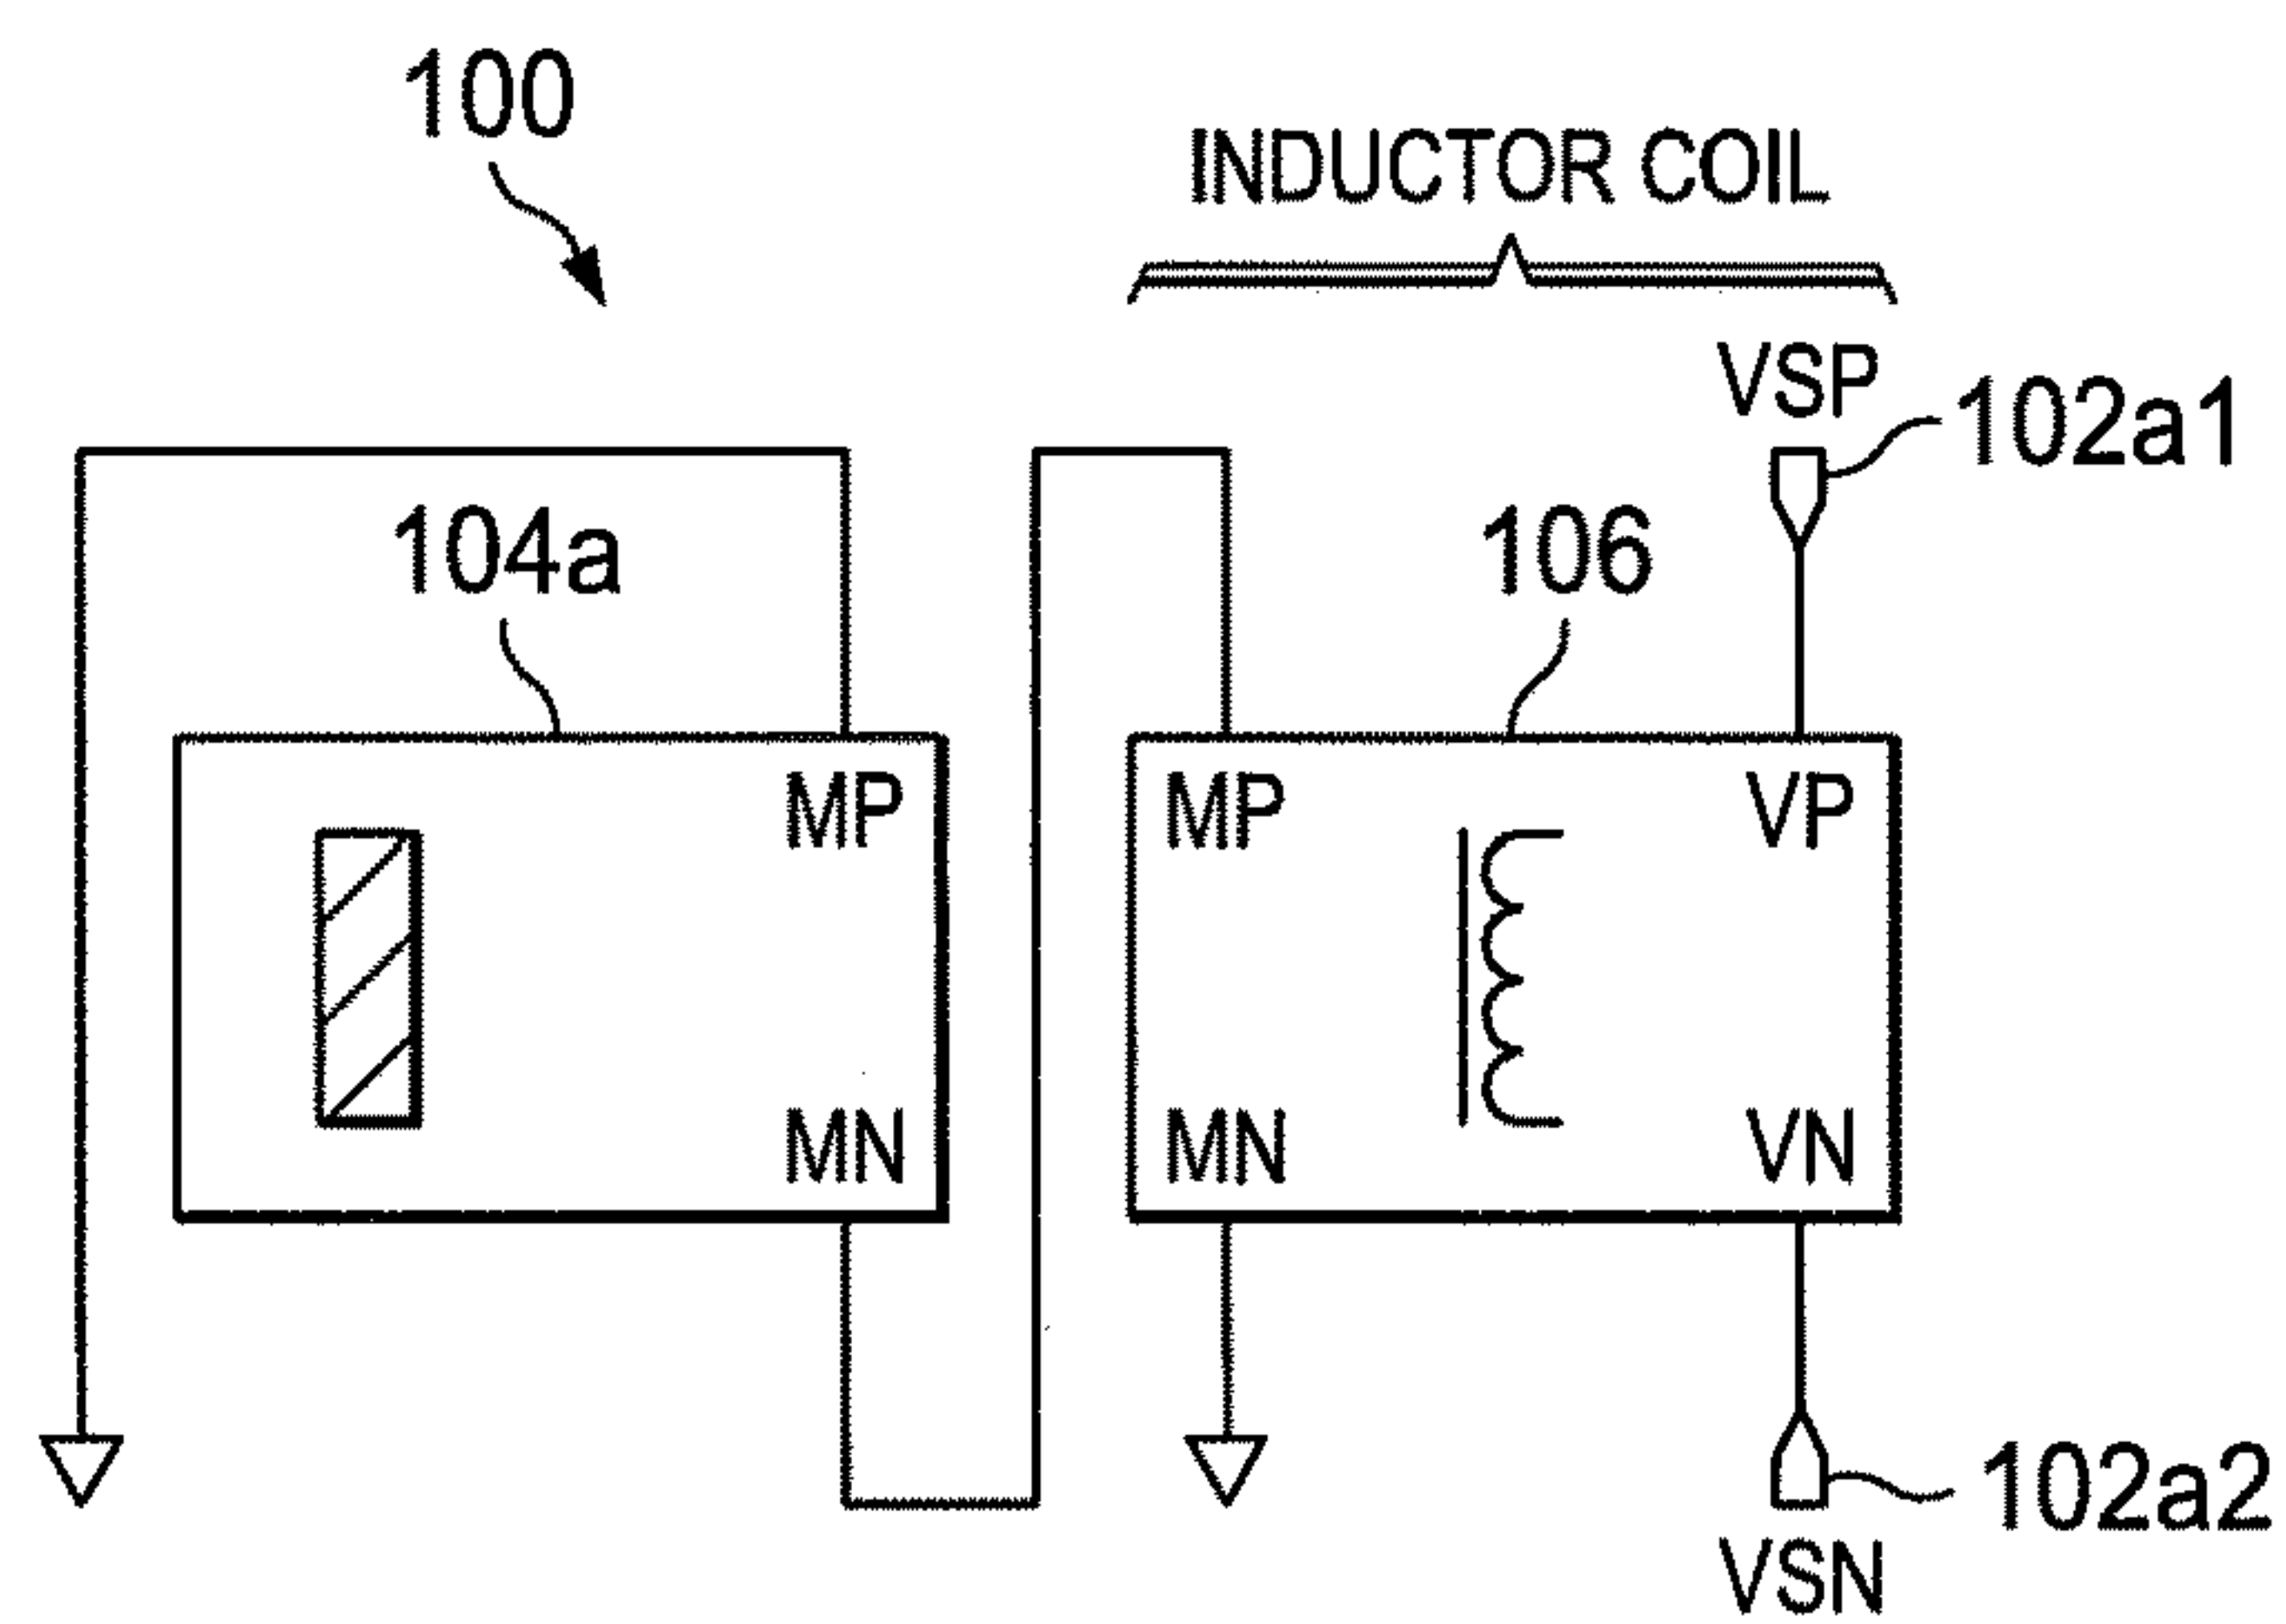 100
INDUCTOR COIL
VSP
102a1
104a
106
MP
MP
VP
MN
MN
VN
102a2
VSN